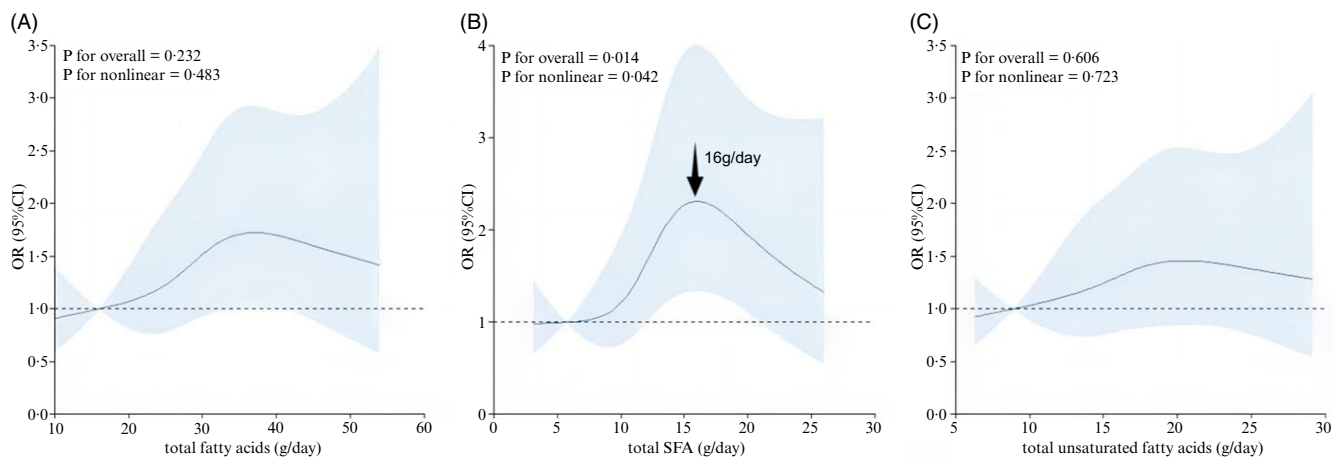 (A)
P for overall = 0·232
P for nonlinear = 0·483
3·5
3·0
2·5
2·0
1·5
1·0
0·5
0·0
OR (95%CI)
10
20
30
40
50
60
total fatty acids (g/day)
(B)
P for overall = 0·014
P for nonlinear = 0·042
16g/day
4
3
2
1
0
OR (95%CI)
0
5
10
15
20
25
30
total SFA (g/day)
(C)
P for overall = 0·606
P for nonlinear = 0·723
3·5
3·0
2·5
2·0
1·5
1·0
0·5
0·0
OR (95%CI)
5
10
15
20
25
30
total unsaturated fatty acids (g/day)